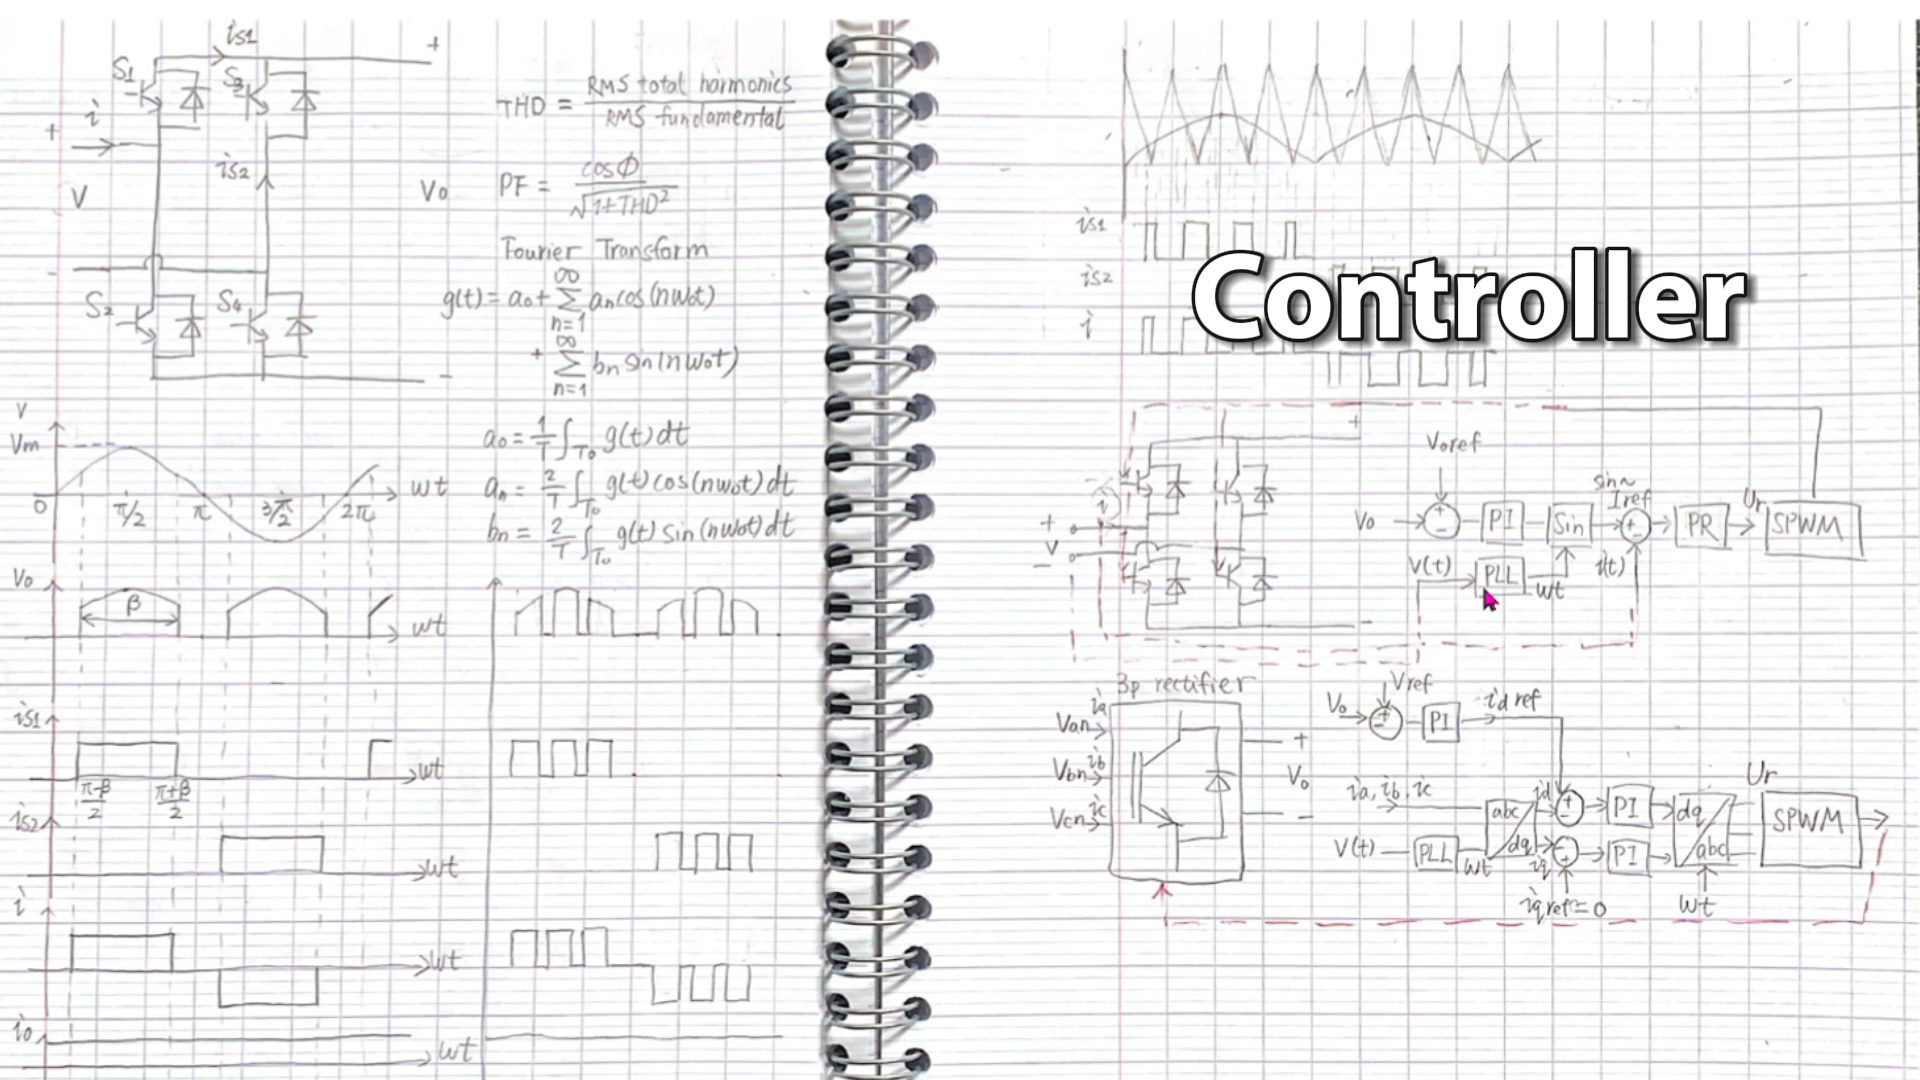 is1
+
S1
S3
i
+
is2
V
Vo
-
S2
S4
-
THD = RMS total harmonics / RMS fundamental
PF = cosΦ / √1+THD²
Fourier Transform
g(t) = a0 + ∞ Σ n=1 an cos(nw0t)
+ ∞ Σ n=1 bn sin(nw0t)
a0 = 1/T ∫T0 g(t) dt
an = 2/T ∫T0 g(t) cos(nw0t) dt
bn = 2/T ∫T0 g(t) sin(nw0t) dt
V
Vm
0 π/2 π 3π/2 2π wt
Vo
β
wt
is1
π-β/2 π+β/2 wt
is2
wt
i
wt
io
wt
is1
is2
i
Controller
+
Voref
sin~
Iref
i
+
V
-
-
Vo + - PI Sin + - PR Ur SPWM
V(t) PLL wt i(t)
3p rectifier
ia
Van
ib
Vbn
ic
Vcn
+
Vo
-
Vref
Vo + - PI id ref
ia, ib, ic abc/dq id + - PI dq/abc Ur SPWM
V(t) PLL wt iq - + PI
iqref=0 wt